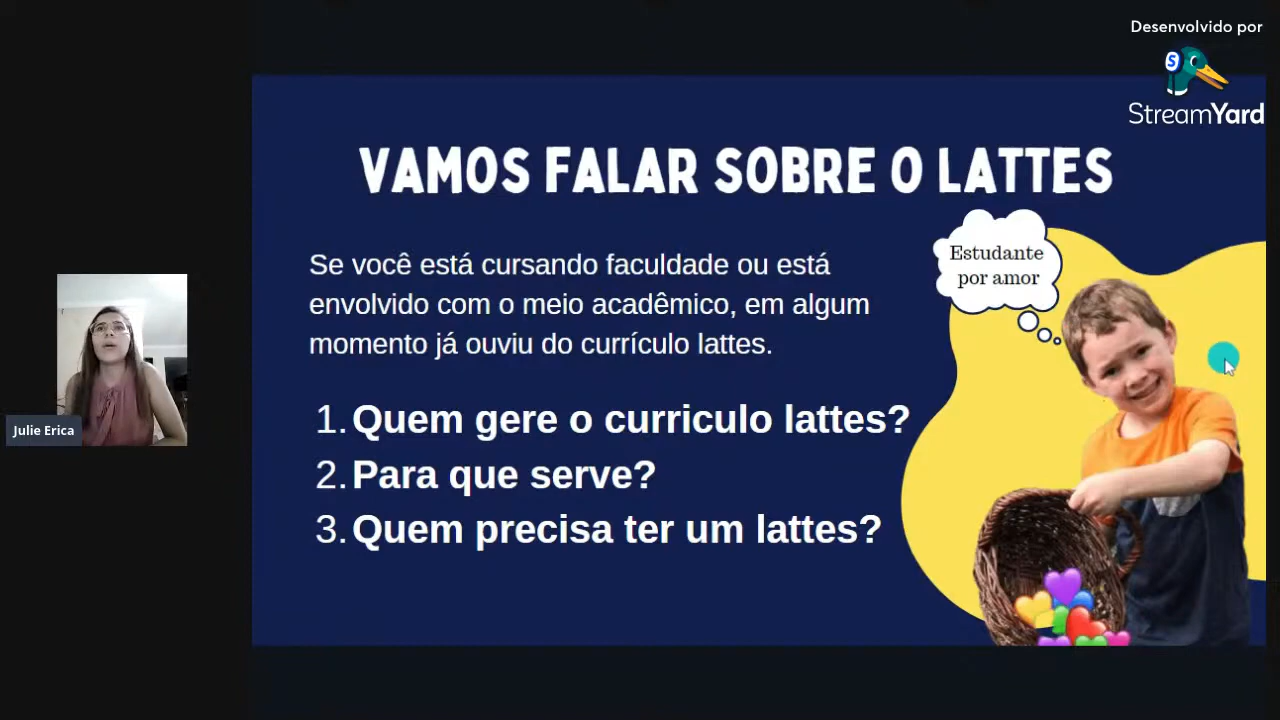 Desenvolvido por
StreamYard
VAMOS FALAR SOBRE O LATTES
Se você está cursando faculdade ou está
envolvido com o meio acadêmico, em algum
momento já ouviu do currículo lattes.
1. Quem gere o curriculo lattes?
2. Para que serve?
3. Quem precisa ter um lattes?
Estudante
por amor
Julie Erica